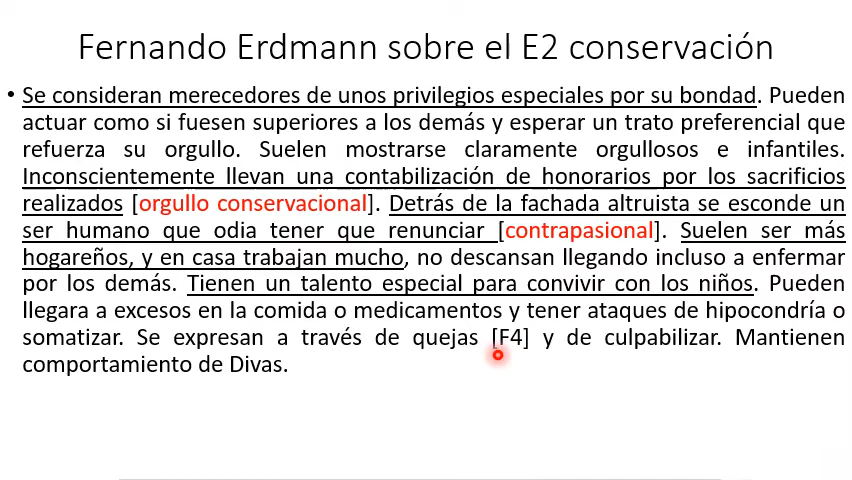 Fernando Erdmann sobre el E2 conservación
• Se consideran merecedores de unos privilegios especiales por su bondad. Pueden
actuar como si fuesen superiores a los demás y esperar un trato preferencial que
refuerza su orgullo. Suelen mostrarse claramente orgullosos e infantiles.
Inconscientemente llevan una contabilización de honorarios por los sacrificios
realizados [orgullo conservacional]. Detrás de la fachada altruista se esconde un
ser humano que odia tener que renunciar [contrapasional]. Suelen ser más
hogareños, y en casa trabajan mucho, no descansan llegando incluso a enfermar
por los demás. Tienen un talento especial para convivir con los niños. Pueden
llegara a excesos en la comida o medicamentos y tener ataques de hipocondría o
somatizar. Se expresan a través de quejas [F4] y de culpabilizar. Mantienen
comportamiento de Divas.